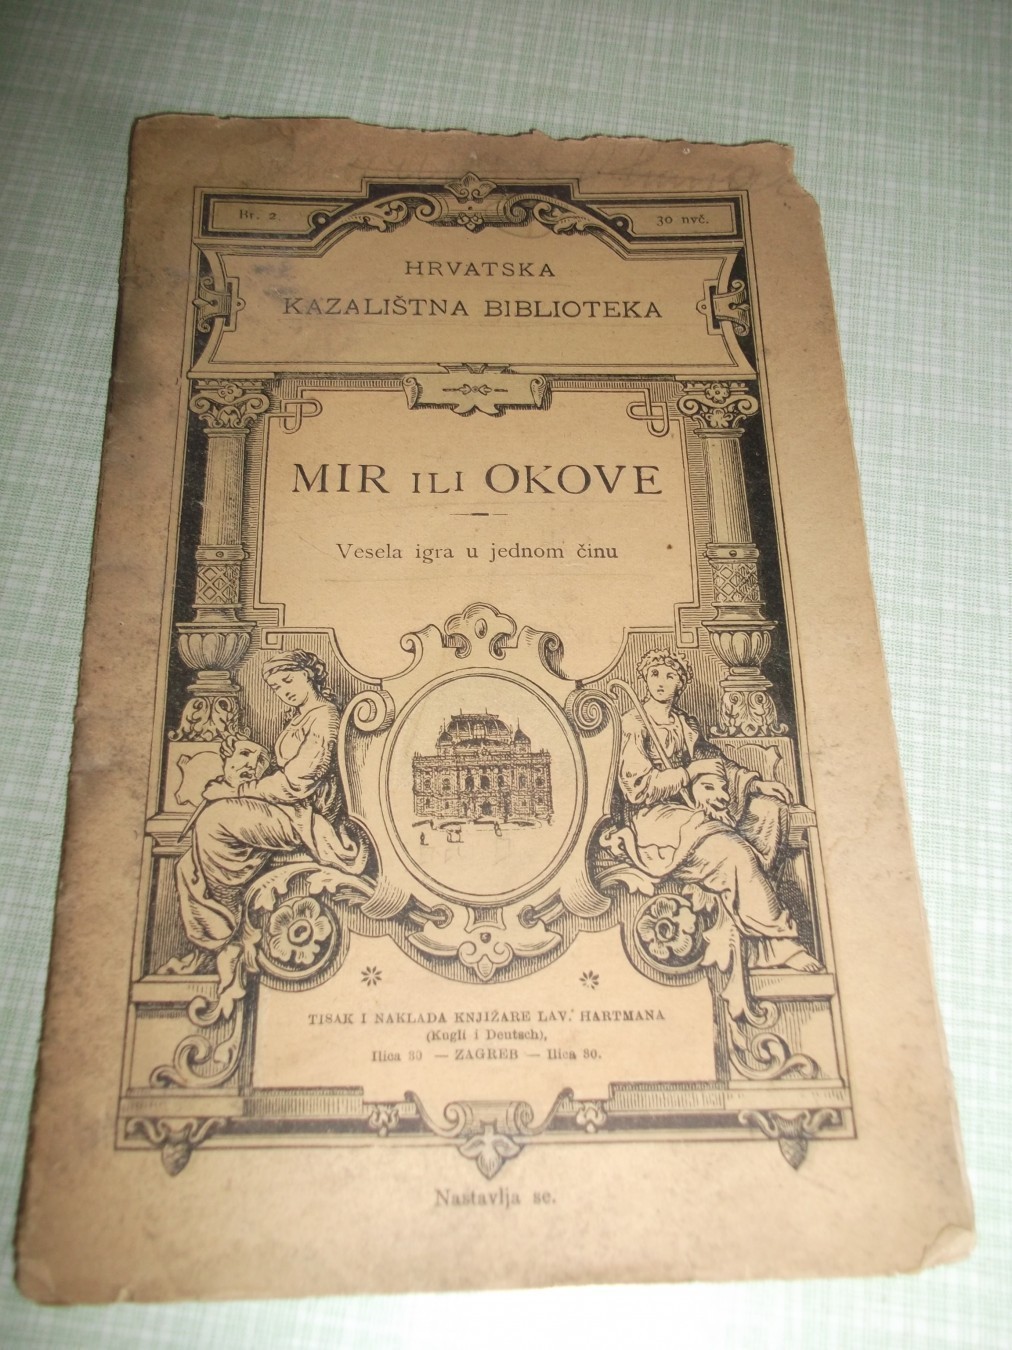 Br. 2.
30 nvč.
HRVATSKA
KAZALIŠTNA BIBLIOTEKA
MIR ILI OKOVE
Vesela igra u jednom činu
TISAK I NAKLADA KNJIŽARE LAV. HARTMANA
(Kugli i Deutsch),
Ilica 30 — ZAGREB — Ilica 30.
Nastavlja se.